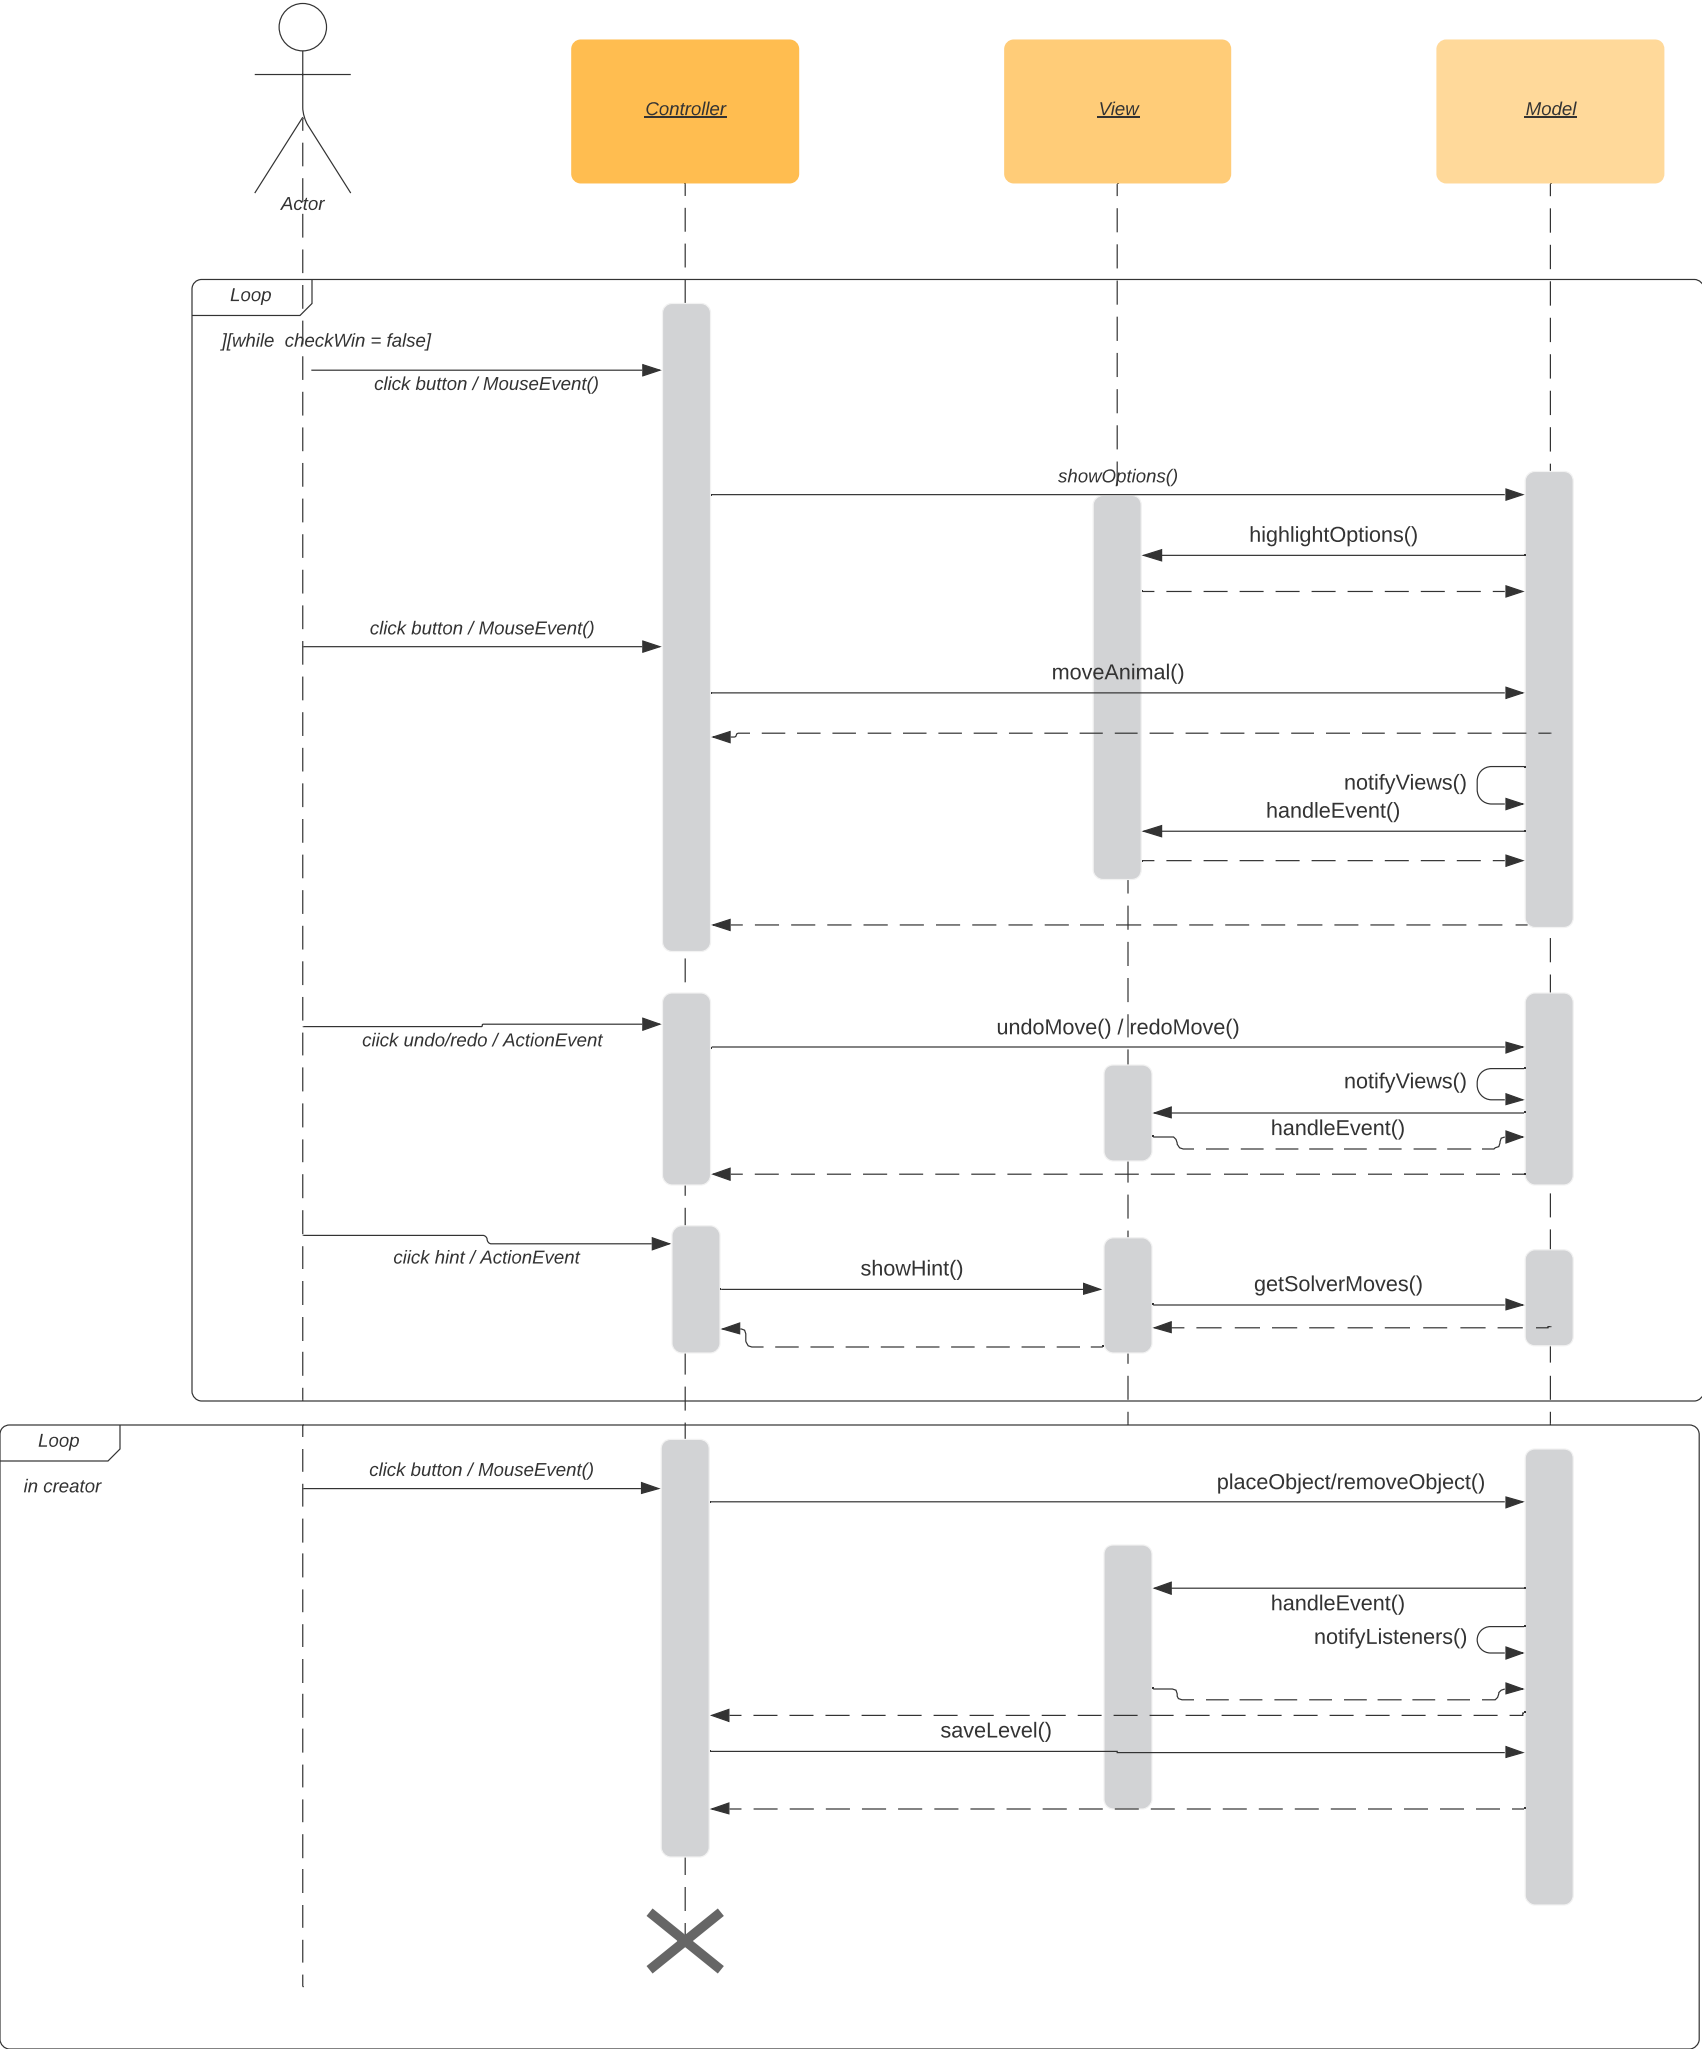 Actor
Controller
View
Model
Loop
][while  checkWin = false]
click button / MouseEvent()
showOptions()
highlightOptions()
click button / MouseEvent()
moveAnimal()
notifyViews()
handleEvent()
ciick undo/redo / ActionEvent
undoMove() / redoMove()
notifyViews()
handleEvent()
ciick hint / ActionEvent
showHint()
getSolverMoves()
Loop
in creator
click button / MouseEvent()
placeObject/removeObject()
handleEvent()
notifyListeners()
saveLevel()